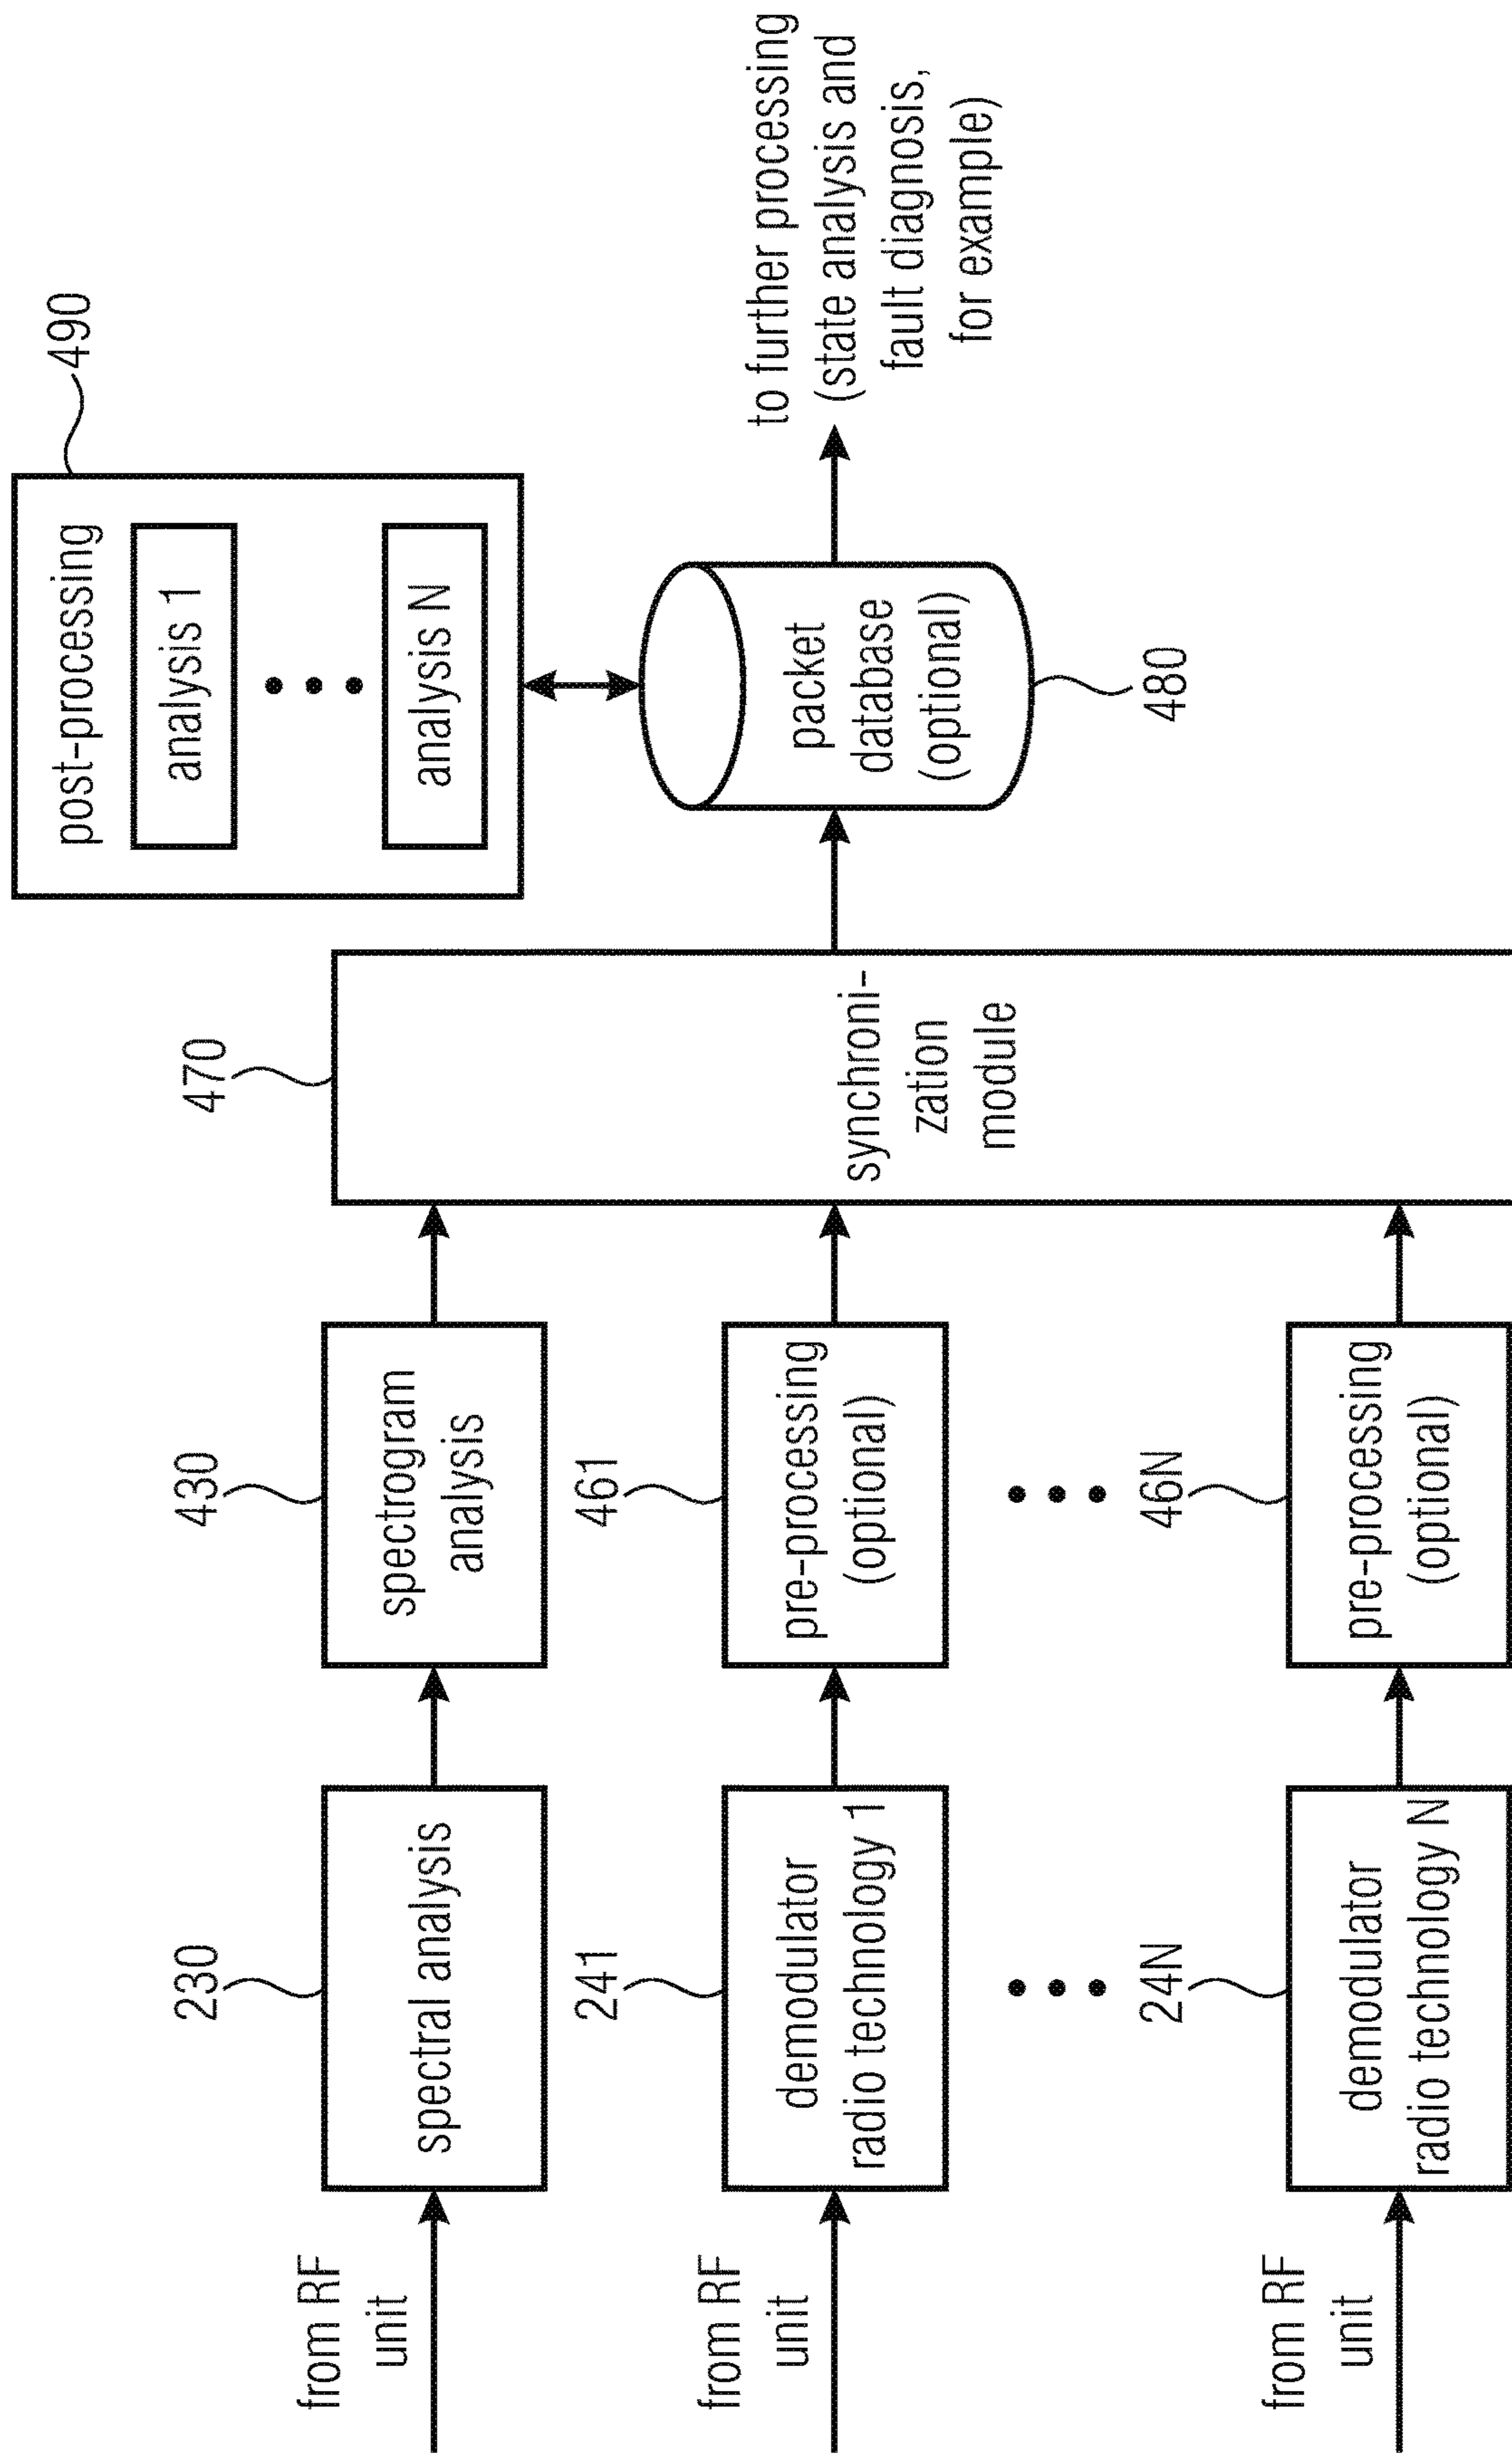 from RF
unit
230
spectral analysis
430
spectrogram
analysis
from RF
unit
241
demodulator
radio technology 1
461
pre-processing
(optional)
from RF
unit
24N
demodulator
radio technology N
46N
pre-processing
(optional)
470
synchroni-
zation
module
490
post-processing
analysis 1
analysis N
packet
database
(optional)
480
to further processing
(state analysis and
fault diagnosis,
for example)